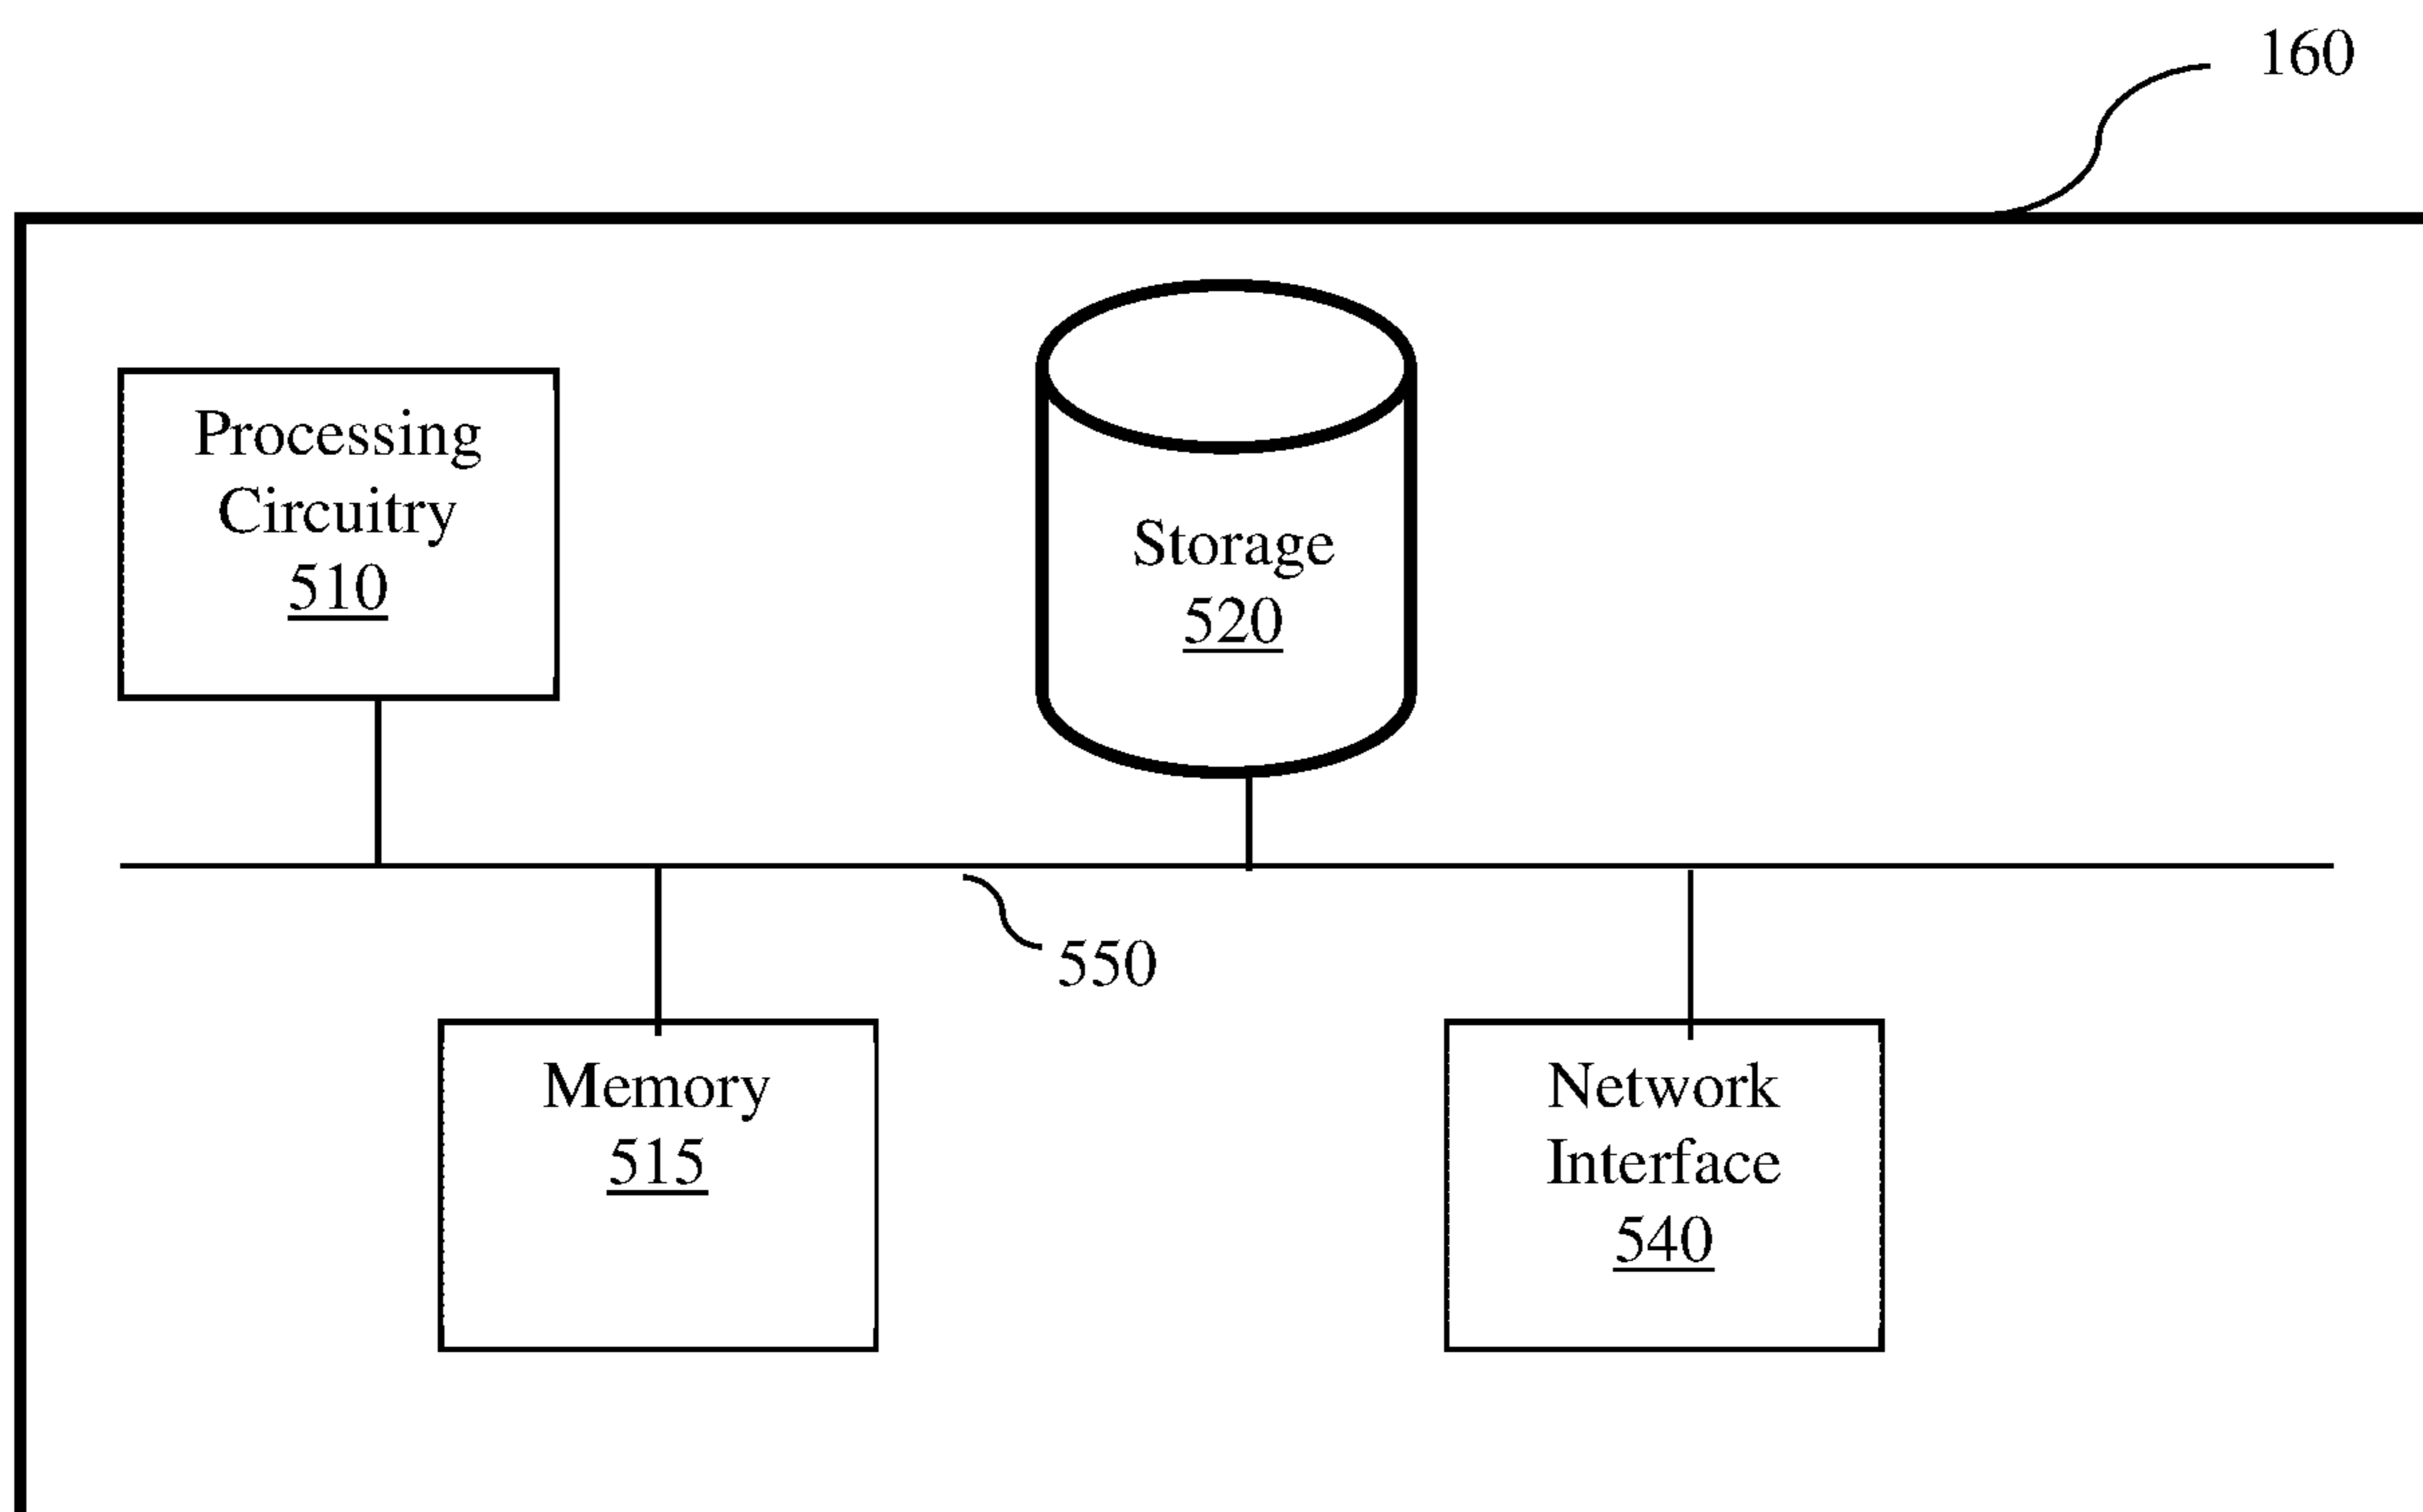 160
Processing
Circuitry
510
Storage
520
550
Memory
515
Network
Interface
540